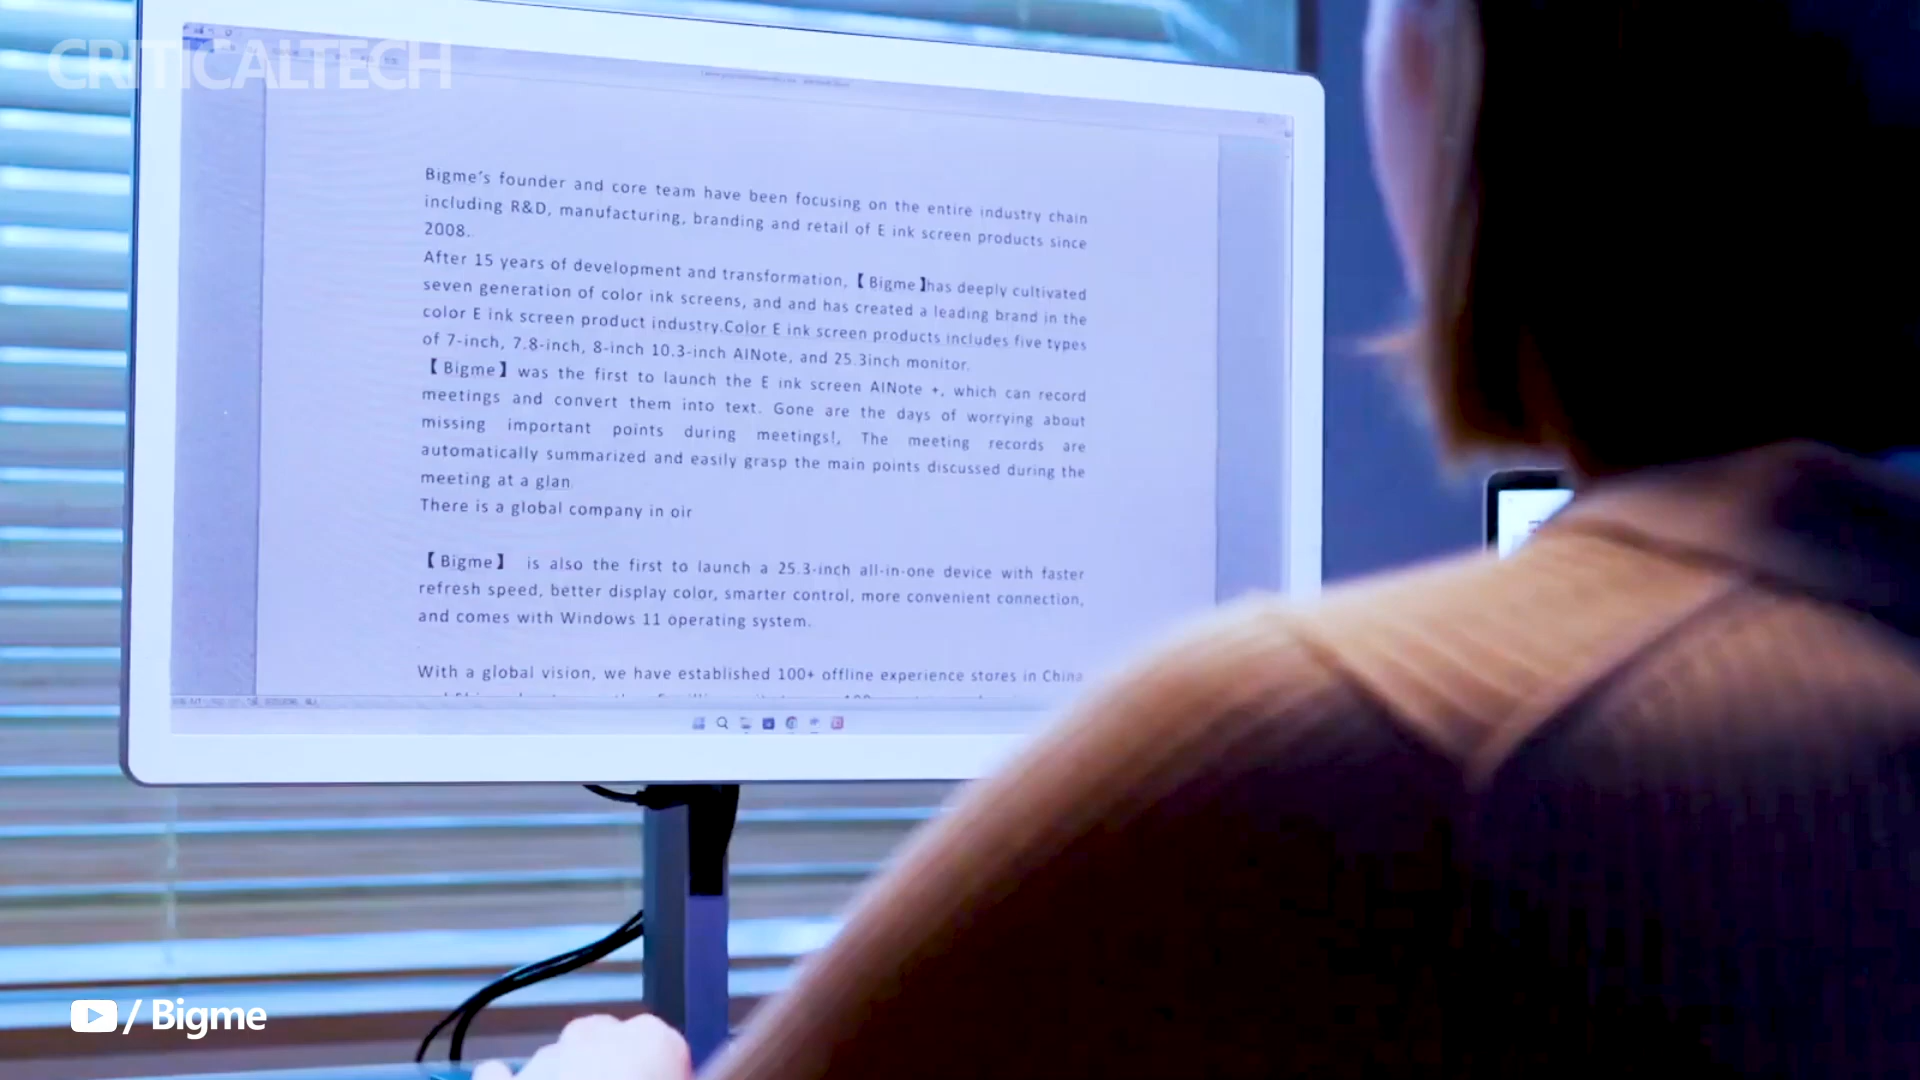 CRITICALTECH
Bigme's founder and core team have been focusing on the entire industry chain
including R&D, manufacturing, branding and retail of E ink screen products since
2008.
After 15 years of development and transformation,【Bigme】has deeply cultivated
seven generation of color ink screens, and and has created a leading brand in the
color E ink screen product industry.Color E ink screen products includes five types
of 7-inch, 7.8-inch, 8-inch 10.3-inch AINote, and 25.3inch monitor.
【Bigme】was the first to launch the E ink screen AINote +, which can record
meetings and convert them into text. Gone are the days of worrying about
missing important points during meetings!, The meeting records are
automatically summarized and easily grasp the main points discussed during the
meeting at a glan
There is a global company in oir
【Bigme】 is also the first to launch a 25.3-inch all-in-one device with faster
refresh speed, better display color, smarter control, more convenient connection,
and comes with Windows 11 operating system.
With a global vision, we have established 100+ offline experience stores in China
/ Bigme